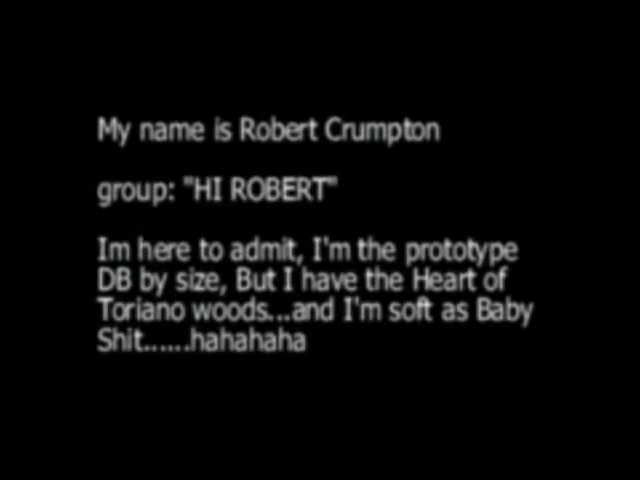 My name is Robert Crumpton
group: "HI ROBERT"
Im here to admit, I'm the prototype
DB by size, But I have the Heart of
Toriano woods...and I'm soft as Baby
Shit......hahahaha